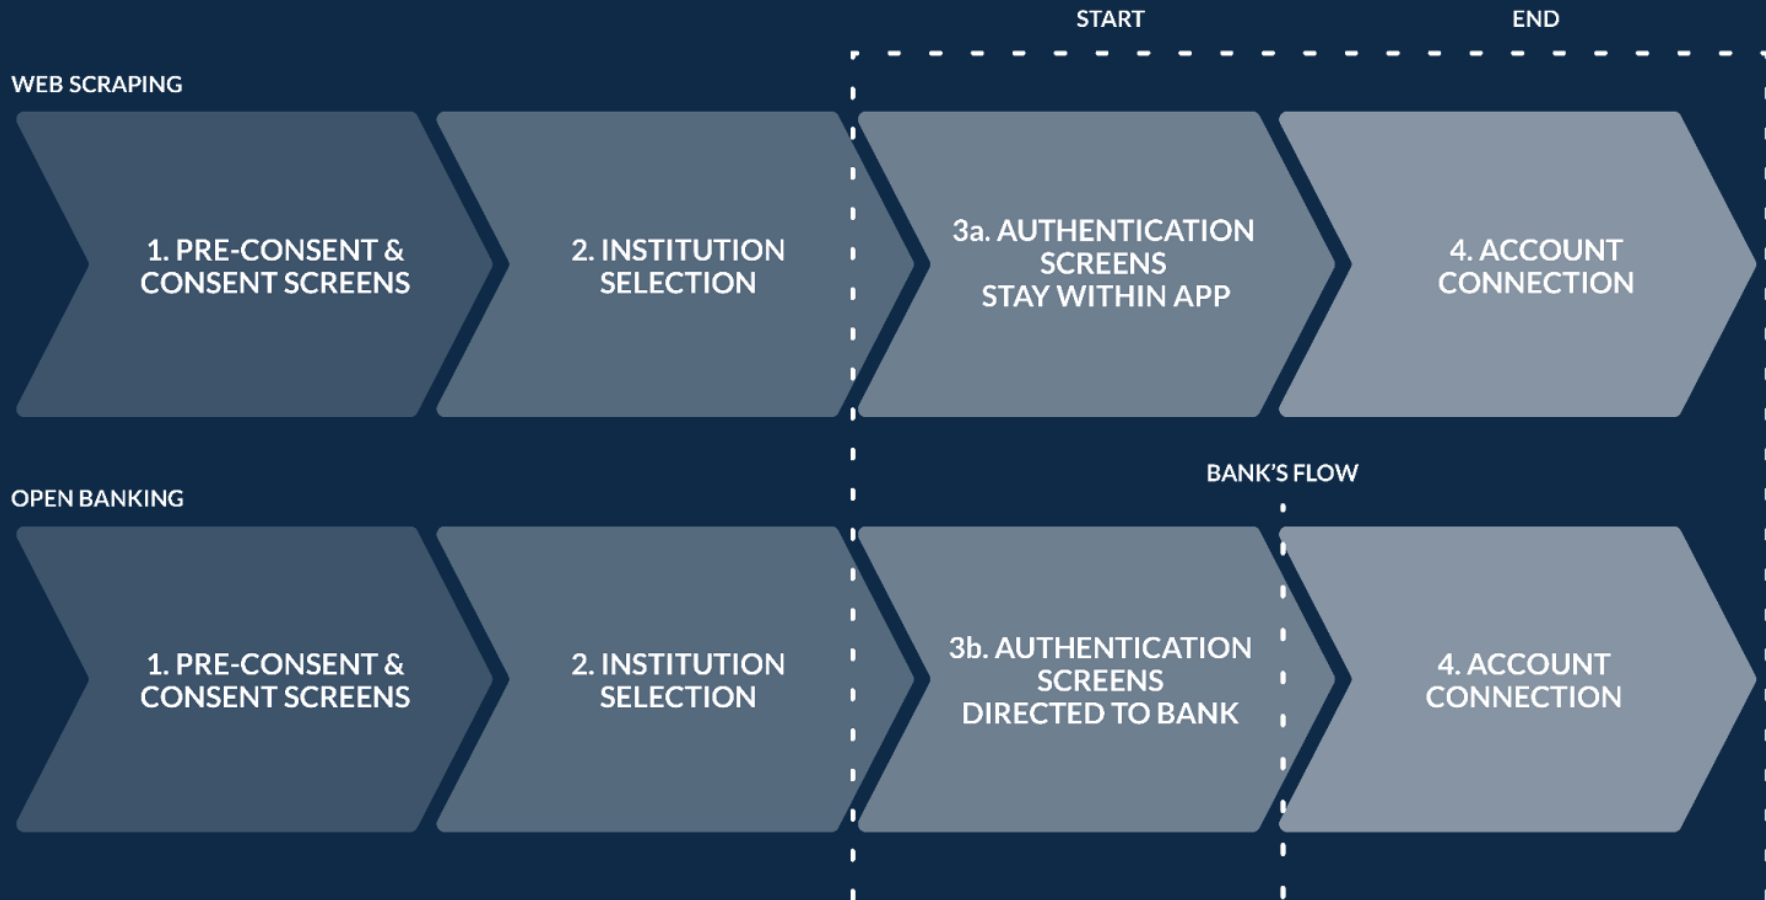 START
END
WEB SCRAPING
1. PRE-CONSENT &
CONSENT SCREENS
2. INSTITUTION
SELECTION
3a. AUTHENTICATION
SCREENS
STAY WITHIN APP
4. ACCOUNT
CONNECTION
BANK’S FLOW
OPEN BANKING
1. PRE-CONSENT &
CONSENT SCREENS
2. INSTITUTION
SELECTION
3b. AUTHENTICATION
SCREENS
DIRECTED TO BANK
4. ACCOUNT
CONNECTION